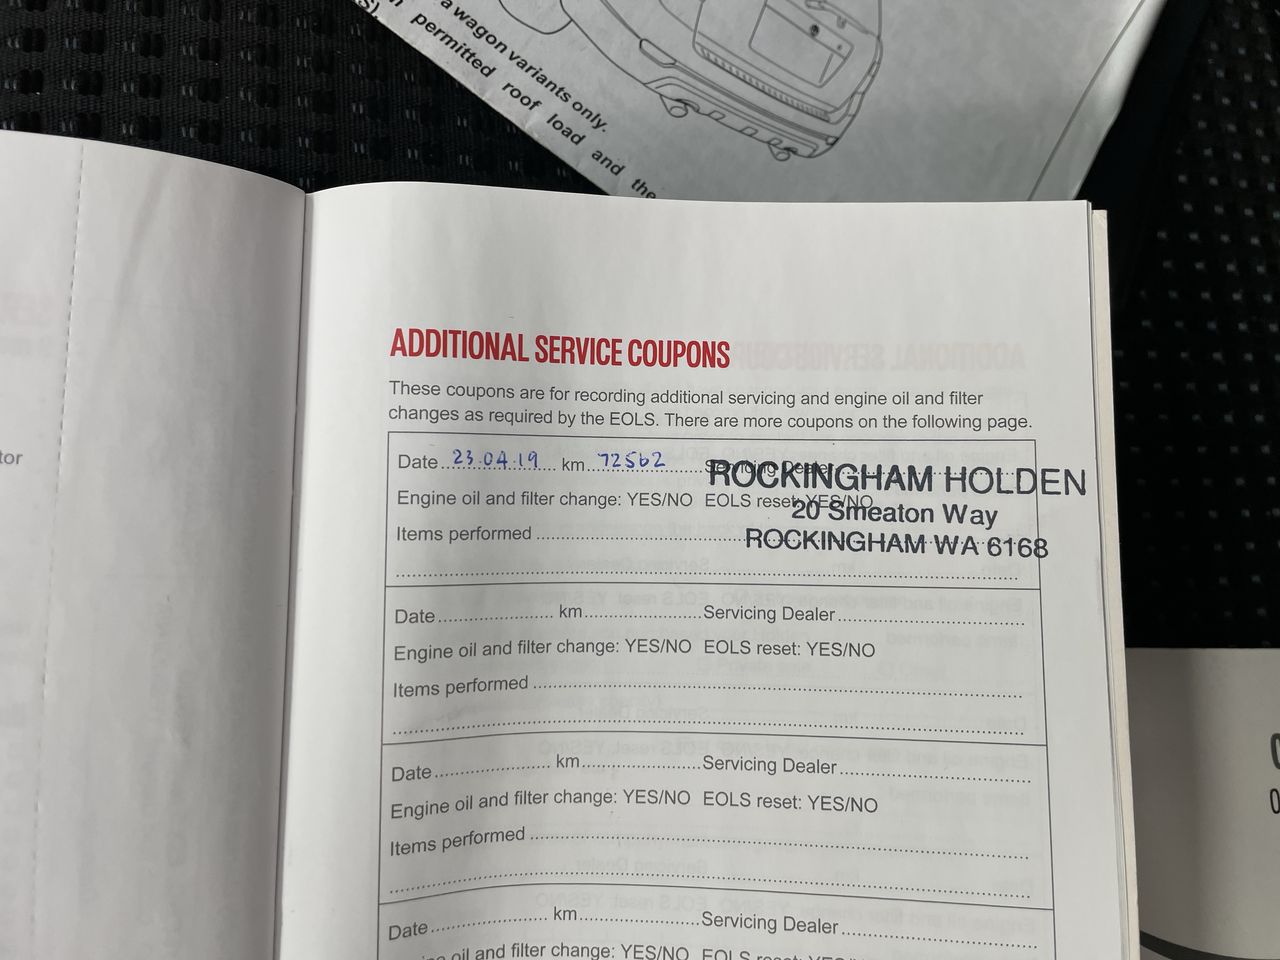 a wagon variants only.
permitted roof load and the
tor
ADDITIONAL SERVICE COUPONS
These coupons are for recording additional servicing and engine oil and filter
changes as required by the EOLS. There are more coupons on the following page.
Date 23.04.19 km 72562 Servicing Dealer
ROCKINGHAM HOLDEN
Engine oil and filter change: YES/NO EOLS reset: YES/NO
20 Smeaton Way
Items performed
ROCKINGHAM WA 6168
Date km Servicing Dealer
Engine oil and filter change: YES/NO EOLS reset: YES/NO
Items performed
Date km Servicing Dealer
Engine oil and filter change: YES/NO EOLS reset: YES/NO
Items performed
Date km Servicing Dealer
oil and filter change: YES/NO EOLS reset: YES/NO